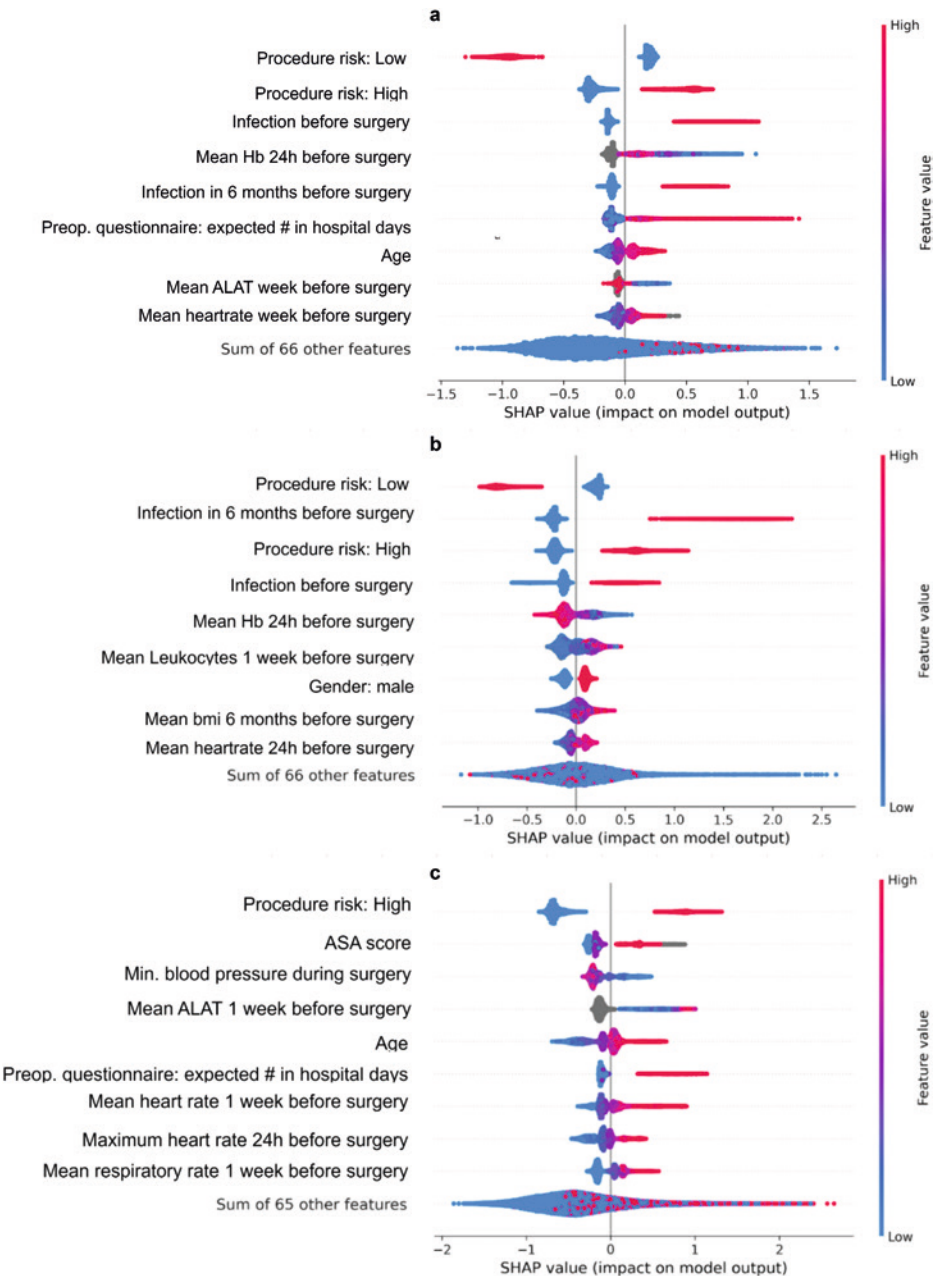 a
High
Procedure risk: Low
Procedure risk: High
Infection before surgery
Mean Hb 24h before surgery
Infection in 6 months before surgery
Preop. questionnaire: expected # in hospital days
Age
Mean ALAT week before surgery
Mean heartrate week before surgery
Sum of 66 other features
Feature value
Low
−1.5 −1.0 −0.5 0.0 0.5 1.0 1.5
SHAP value (impact on model output)
b
High
Procedure risk: Low
Infection in 6 months before surgery
Procedure risk: High
Infection before surgery
Mean Hb 24h before surgery
Mean Leukocytes 1 week before surgery
Gender: male
Mean bmi 6 months before surgery
Mean heartrate 24h before surgery
Sum of 66 other features
Feature value
Low
−1.0 −0.5 0.0 0.5 1.0 1.5 2.0 2.5
SHAP value (impact on model output)
c
High
Procedure risk: High
ASA score
Min. blood pressure during surgery
Mean ALAT 1 week before surgery
Age
Preop. questionnaire: expected # in hospital days
Mean heart rate 1 week before surgery
Maximum heart rate 24h before surgery
Mean respiratory rate 1 week before surgery
Sum of 65 other features
Feature value
Low
−2 −1 0 1 2
SHAP value (impact on model output)